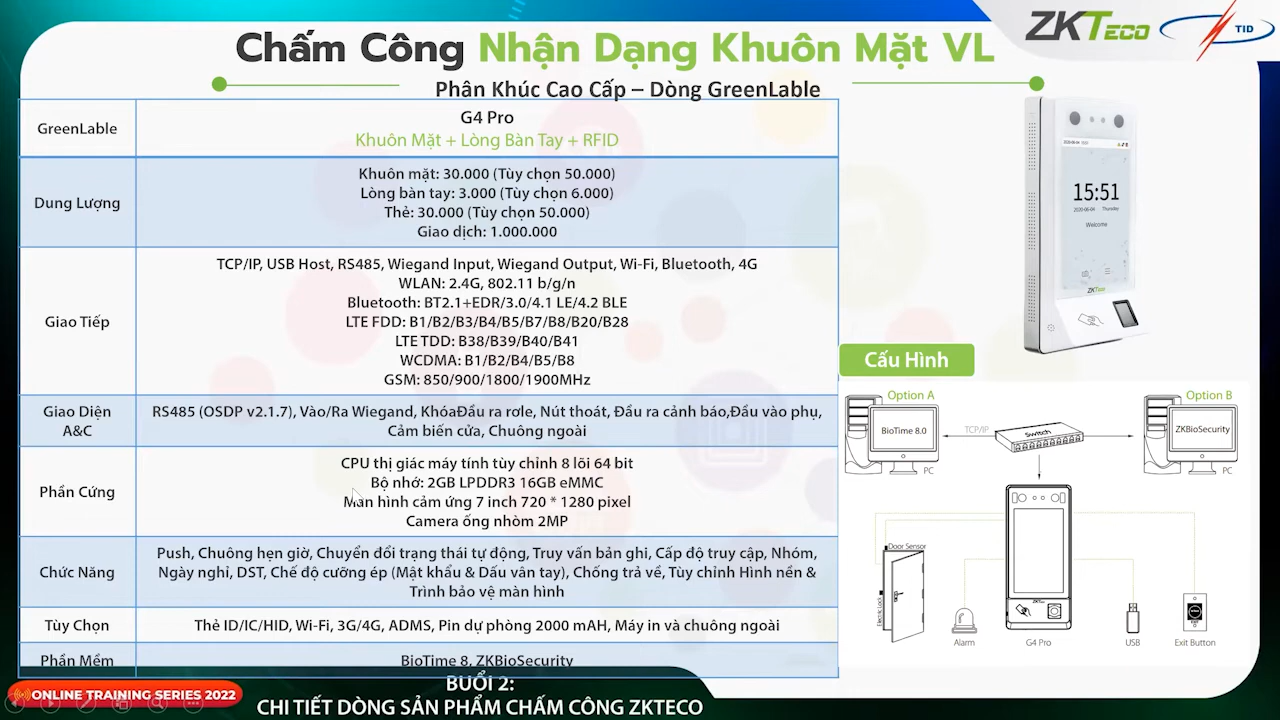 ZKTECO
TID
Chấm Công Nhận Dạng Khuôn Mặt VL
Phân Khúc Cao Cấp – Dòng GreenLable
GreenLable
G4 Pro
Khuôn Mặt + Lòng Bàn Tay + RFID
Dung Lượng
Khuôn mặt: 30.000 (Tùy chọn 50.000)
Lòng bàn tay: 3.000 (Tùy chọn 6.000)
Thẻ: 30.000 (Tùy chọn 50.000)
Giao dịch: 1.000.000
Giao Tiếp
TCP/IP, USB Host, RS485, Wiegand Input, Wiegand Output, Wi-Fi, Bluetooth, 4G
WLAN: 2.4G, 802.11 b/g/n
Bluetooth: BT2.1+EDR/3.0/4.1 LE/4.2 BLE
LTE FDD: B1/B2/B3/B4/B5/B7/B8/B20/B28
LTE TDD: B38/B39/B40/B41
WCDMA: B1/B2/B4/B5/B8
GSM: 850/900/1800/1900MHz
Giao Diện
A&C
RS485 (OSDP v2.1.7), Vào/Ra Wiegand, KhóaĐầu ra rơle, Nút thoát, Đầu ra cảnh báo,Đầu vào phụ,
Cảm biến cửa, Chuông ngoài
Phần Cứng
CPU thị giác máy tính tùy chỉnh 8 lõi 64 bit
Bộ nhớ: 2GB LPDDR3 16GB eMMC
Màn hình cảm ứng 7 inch 720 * 1280 pixel
Camera ống nhòm 2MP
Chức Năng
Push, Chuông hẹn giờ, Chuyển đổi trạng thái tự động, Truy vấn bản ghi, Cấp độ truy cập, Nhóm,
Ngày nghỉ, DST, Chế độ cưỡng ép (Mật khẩu & Dấu vân tay), Chống trả về, Tùy chỉnh Hình nền &
Trình bảo vệ màn hình
Tùy Chọn
Thẻ ID/IC/HID, Wi-Fi, 3G/4G, ADMS, Pin dự phòng 2000 mAH, Máy in và chuông ngoài
Phần Mềm
BioTime 8, ZKBioSecurity
15:51
2020-06-04 Thursday
Welcome
ZKTeco
Cấu Hình
Option A
Option B
BioTime 8.0
TCP/IP
Switch
ZKBioSecurity
PC
PC
Door Sensor
Electric Lock
ZKTECO
EXIT
Alarm
G4 Pro
USB
Exit Button
ONLINE TRAINING SERIES 2022
BUỔI 2:
CHI TIẾT DÒNG SẢN PHẨM CHẤM CÔNG ZKTECO